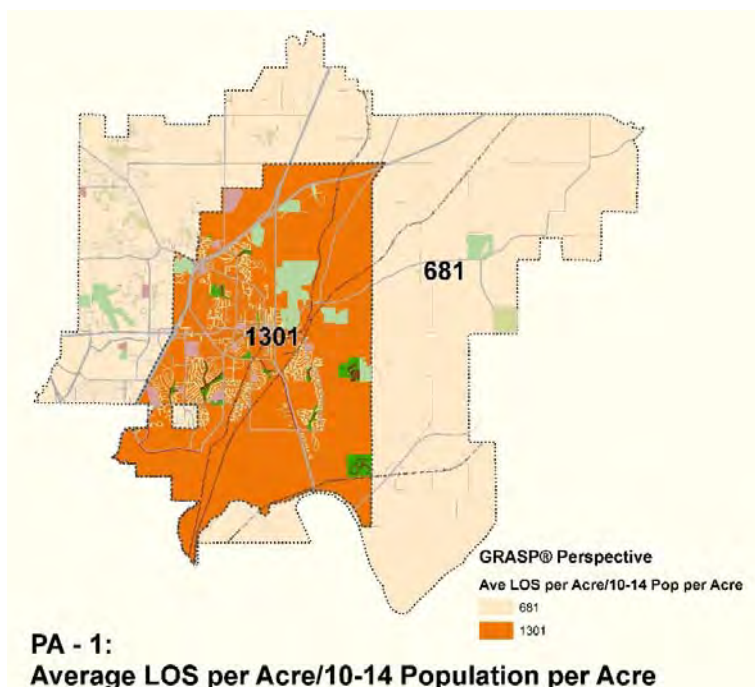 681
1301
GRASP® Perspective
Ave LOS per Acre/10-14 Pop per Acre
681
1301
PA - 1:
Average LOS per Acre/10-14 Population per Acre